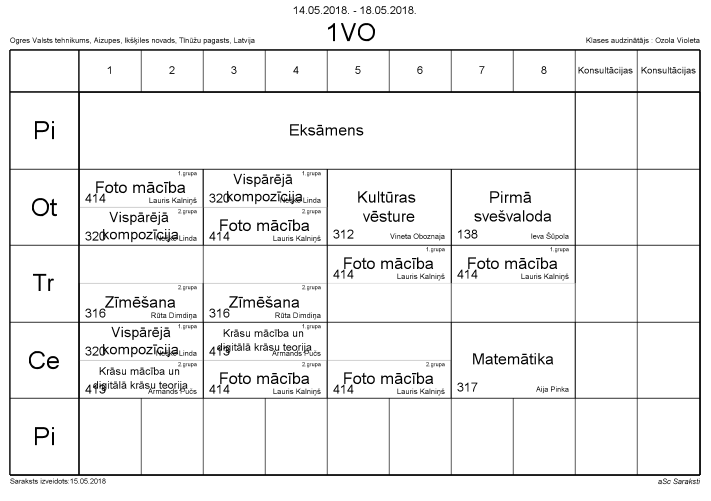 14.05.2018. - 18.05.2018.
Ogres Valsts tehnikums, Aizupes, Ikšķiles novads, Tīnūžu pagasts, Latvija
1VO
Klases audzinātājs : Ozola Violeta
1 2 3 4 5 6 7 8 Konsultācijas Konsultācijas
Pi
Eksāmens
Ot
1.grupa
Foto mācība
414 Lauris Kalniņš
2.grupa
Vispārējā
kompozīcija
320 Linda
1.grupa
Vispārējā
kompozīcija
320 Linda
2.grupa
Foto mācība
414 Lauris Kalniņš
Kultūras
vēsture
312 Vineta Oboznaja
Pirmā
svešvaloda
138 Ieva Šūpola
Tr
2.grupa
Zīmēšana
316 Rūta Dimdiņa
2.grupa
Zīmēšana
316 Rūta Dimdiņa
1.grupa
Foto mācība
414 Lauris Kalniņš
1.grupa
Foto mācība
414 Lauris Kalniņš
Ce
1.grupa
Vispārējā
kompozīcija
320 Linda
2.grupa
Krāsu mācība un
digitālā krāsu teorija
413 Armands Pučs
1.grupa
Krāsu mācība un
digitālā krāsu teorija
413 Armands Pučs
2.grupa
Foto mācība
414 Lauris Kalniņš
2.grupa
Foto mācība
414 Lauris Kalniņš
Matemātika
317 Aija Pinka
Pi
Saraksts izveidots:15.05.2018
aSc Saraksti